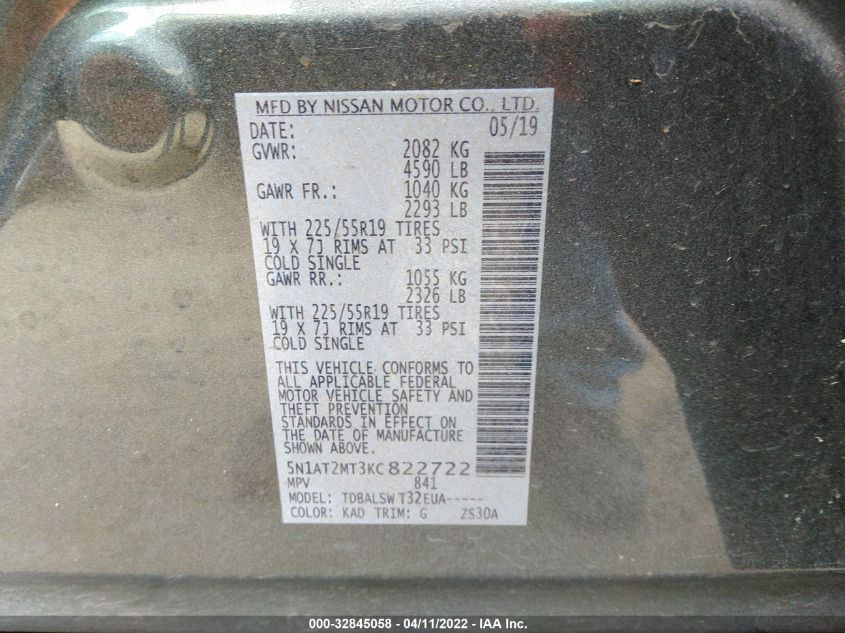 MFD BY NISSAN MOTOR CO., LTD.
DATE: 05/19
GVWR: 2082 KG
4590 LB
GAWR FR.: 1040 KG
2293 LB
WITH 225/55R19 TIRES
19 X 7J RIMS AT 33 PSI
COLD SINGLE
GAWR RR.: 1055 KG
2326 LB
WITH 225/55R19 TIRES
19 X 7J RIMS AT 33 PSI
COLD SINGLE
THIS VEHICLE CONFORMS TO
ALL APPLICABLE FEDERAL
MOTOR VEHICLE SAFETY AND
THEFT PREVENTION
STANDARDS IN EFFECT ON
THE DATE OF MANUFACTURE
SHOWN ABOVE.
5N1AT2MT3KC822722
MPV 841
MODEL: TDBALSW T32EUA-----
COLOR: KAD TRIM: G ZS30A
000-32845058 - 04/11/2022 - IAA Inc.